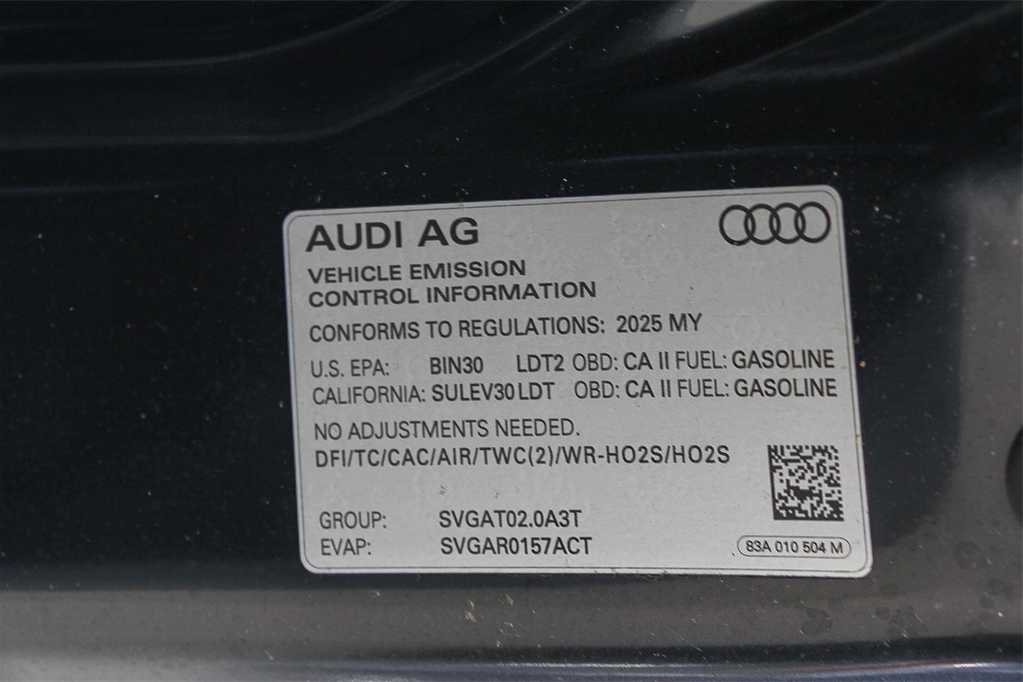 AUDI AG
VEHICLE EMISSION
CONTROL INFORMATION
CONFORMS TO REGULATIONS: 2025 MY
U.S. EPA: BIN30 LDT2 OBD: CA II FUEL: GASOLINE
CALIFORNIA: SULEV30 LDT OBD: CA II FUEL: GASOLINE
NO ADJUSTMENTS NEEDED.
DFI/TC/CAC/AIR/TWC(2)/WR-HO2S/HO2S
GROUP: SVGAT02.0A3T
EVAP: SVGAR0157ACT
83A 010 504 M